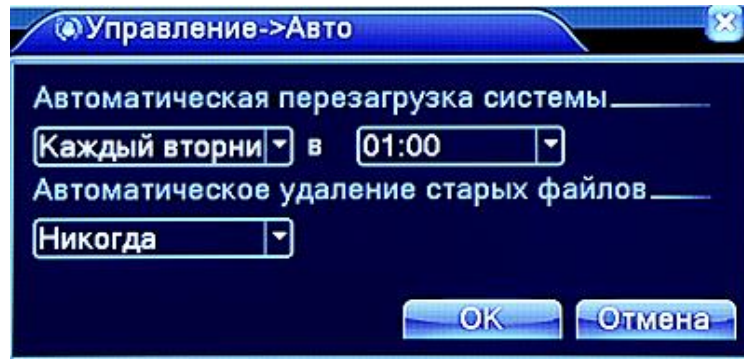 Управление->Авто
Автоматическая перезагрузка системы
Каждый вторни в 01:00
Автоматическое удаление старых файлов
Никогда
OK Отмена